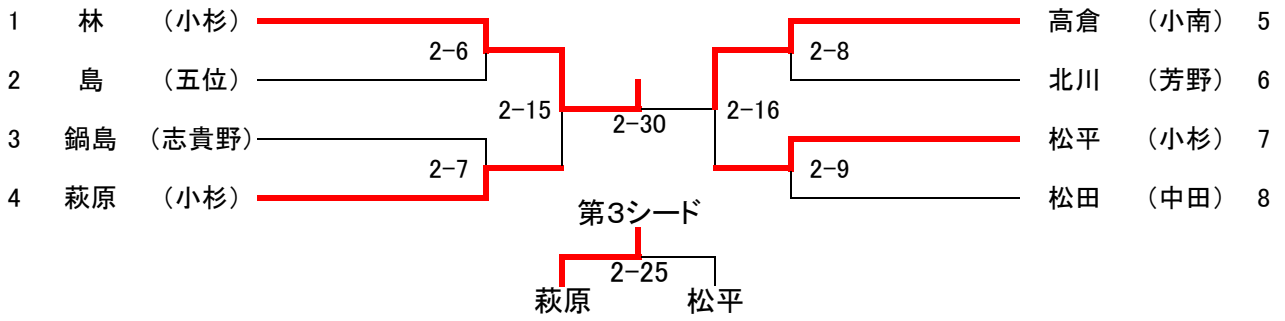 1 林 （小杉） 高倉 （小南） 5
2-6 2-8
2 島 （五位） 北川 （芳野） 6
2-15 2-30 2-16
3 鍋島 （志貴野） 松平 （小杉） 7
2-7 2-9
4 萩原 （小杉） 松田 （中田） 8
第3シード
2-25
萩原 松平